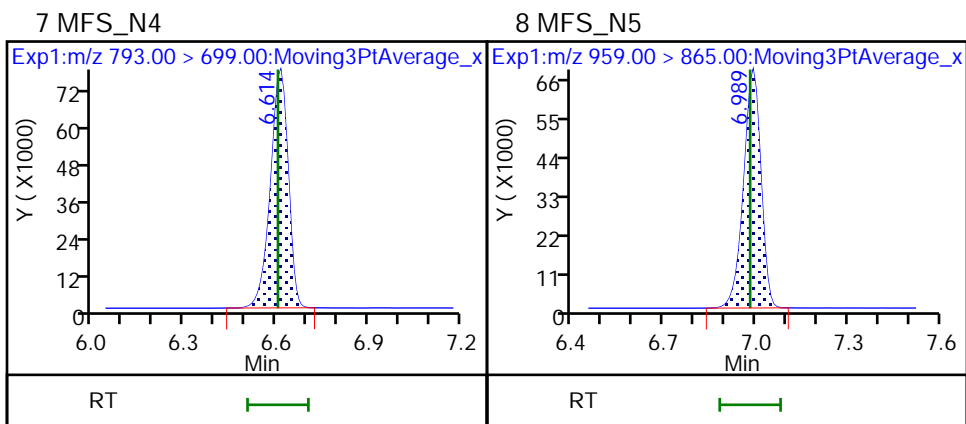 7 MFS_N4
Exp1:m/z 793.00 > 699.00:Moving3PtAverage_x
6.614
Y ( X1000)
72
60
48
36
24
12
0
6.0 6.3 6.6 6.9 7.2
Min
RT
8 MFS_N5
Exp1:m/z 959.00 > 865.00:Moving3PtAverage_x
6.989
Y ( X1000)
66
55
44
33
22
11
0
6.4 6.7 7.0 7.3 7.6
Min
RT